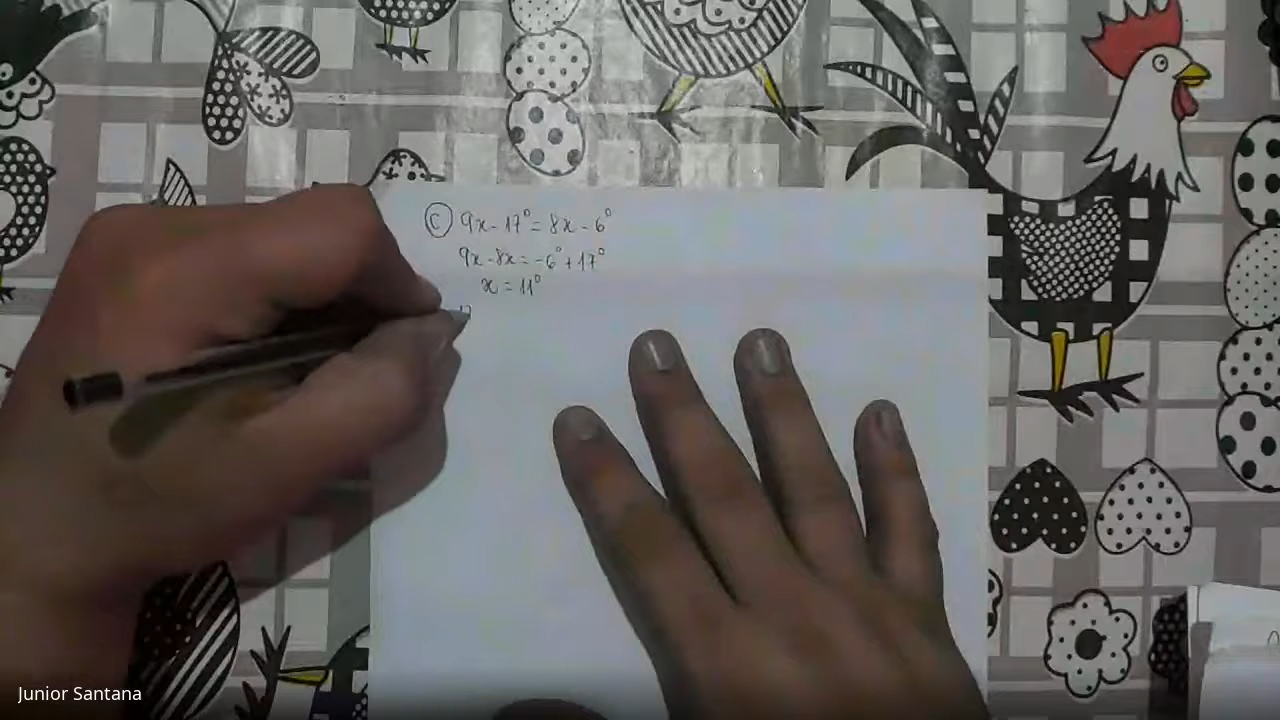 Ⓒ 9x-17°=8x-6°
9x-8x=-6°+17°
x=11°
Junior Santana